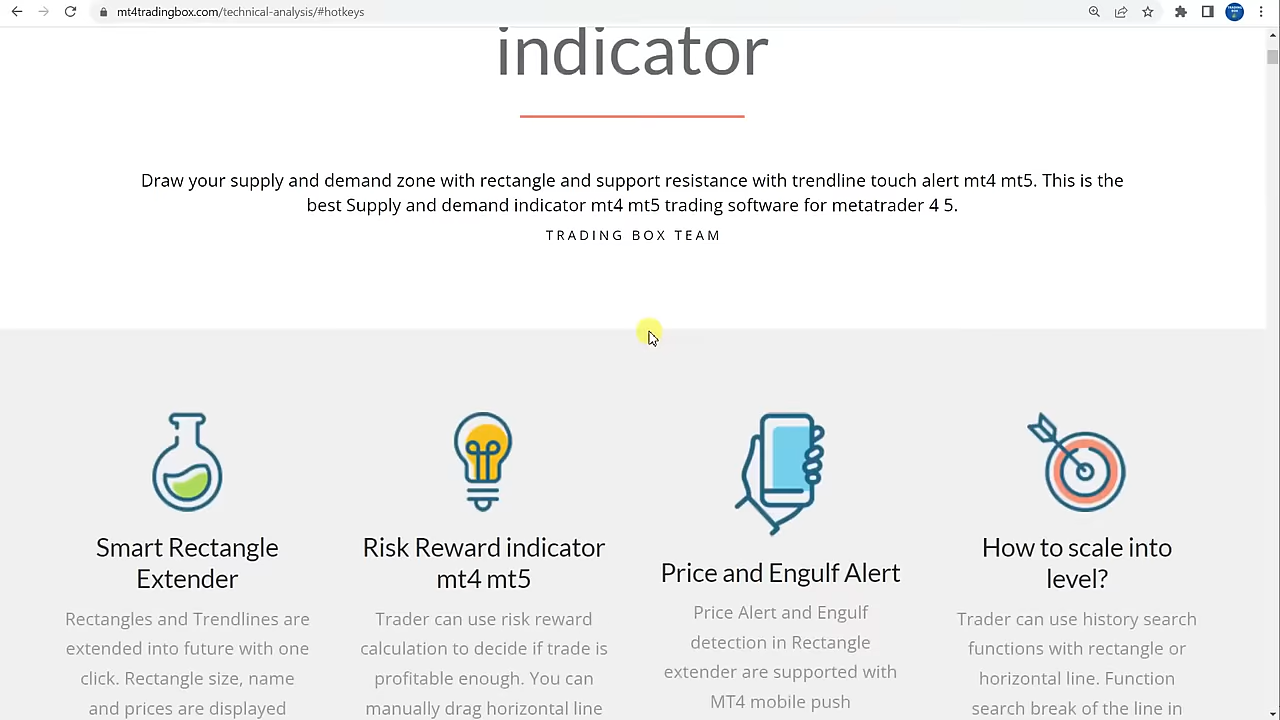 mt4tradingbox.com/technical-analysis/#hotkeys
indicator
Draw your supply and demand zone with rectangle and support resistance with trendline touch alert mt4 mt5. This is the
best Supply and demand indicator mt4 mt5 trading software for metatrader 4 5.
TRADING BOX TEAM
Smart Rectangle
Extender
Rectangles and Trendlines are
extended into future with one
click. Rectangle size, name
and prices are displayed
Risk Reward indicator
mt4 mt5
Trader can use risk reward
calculation to decide if trade is
profitable enough. You can
manually drag horizontal line
Price and Engulf Alert
Price Alert and Engulf
detection in Rectangle
extender are supported with
MT4 mobile push
How to scale into
level?
Trader can use history search
functions with rectangle or
horizontal line. Function
search break of the line in